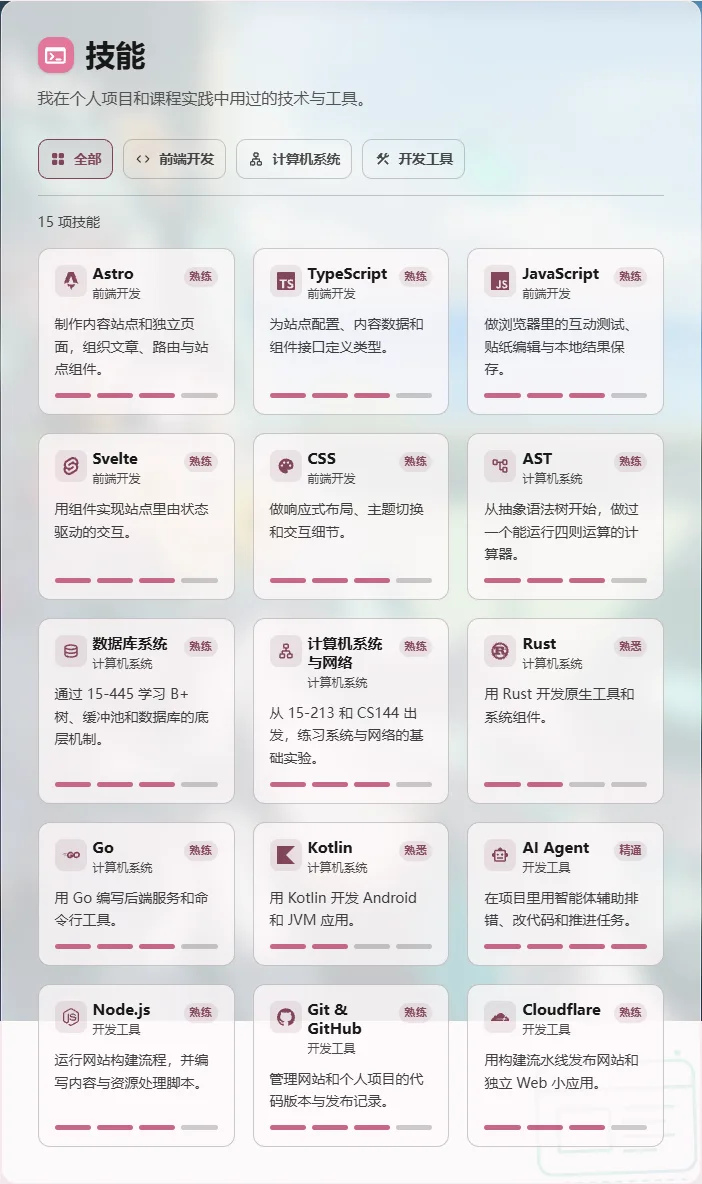 技能
我在个人项目和课程实践中用过的技术与工具。
全部
前端开发
计算机系统
开发工具
15 项技能
Astro
熟练
前端开发
制作内容站点和独立页
面，组织文章、路由与站
点组件。
TypeScript
熟练
前端开发
为站点配置、内容数据和
组件接口定义类型。
JavaScript
熟练
前端开发
做浏览器里的互动测试、
贴纸编辑与本地结果保
存。
Svelte
熟练
前端开发
用组件实现站点里由状态
驱动的交互。
CSS
熟练
前端开发
做响应式布局、主题切换
和交互细节。
AST
熟练
计算机系统
从抽象语法树开始，做过
一个能运行四则运算的计
算器。
数据库系统
熟练
计算机系统
通过 15-445 学习 B+
树、缓冲池和数据库的底
层机制。
计算机系统
与网络
熟练
计算机系统
从 15-213 和 CS144 出
发，练习系统与网络的基
础实验。
Rust
熟悉
计算机系统
用 Rust 开发原生工具和
系统组件。
Go
熟练
计算机系统
用 Go 编写后端服务和命
令行工具。
Kotlin
熟悉
计算机系统
用 Kotlin 开发 Android
和 JVM 应用。
AI Agent
精通
开发工具
在项目里用智能体辅助排
错、改代码和推进任务。
Node.js
熟练
开发工具
运行网站构建流程，并编
写内容与资源处理脚本。
Git &
GitHub
熟练
开发工具
管理网站和个人项目的代
码版本与发布记录。
Cloudflare
熟练
开发工具
用构建流水线发布网站和
独立 Web 小应用。